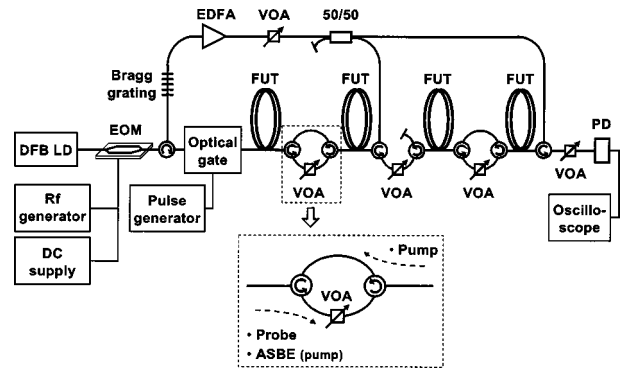 EDFA
VOA
50/50
Bragg
grating
FUT
FUT
FUT
FUT
EOM
PD
DFB LD
Optical
gate
VOA
VOA
VOA
VOA
Rf
generator
Pulse
generator
Oscillo-
scope
DC
supply
• Pump
VOA
• Probe
• ASBE (pump)